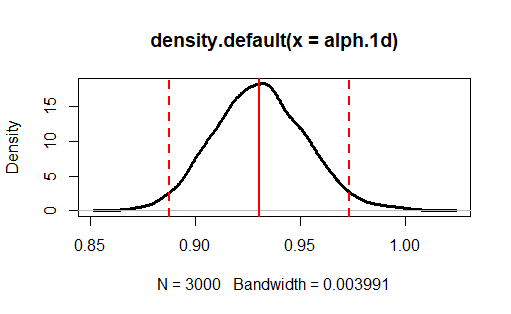 density.default(x = alph.1d)
Density
15
10
5
0
0.85 0.90 0.95 1.00
N = 3000 Bandwidth = 0.003991